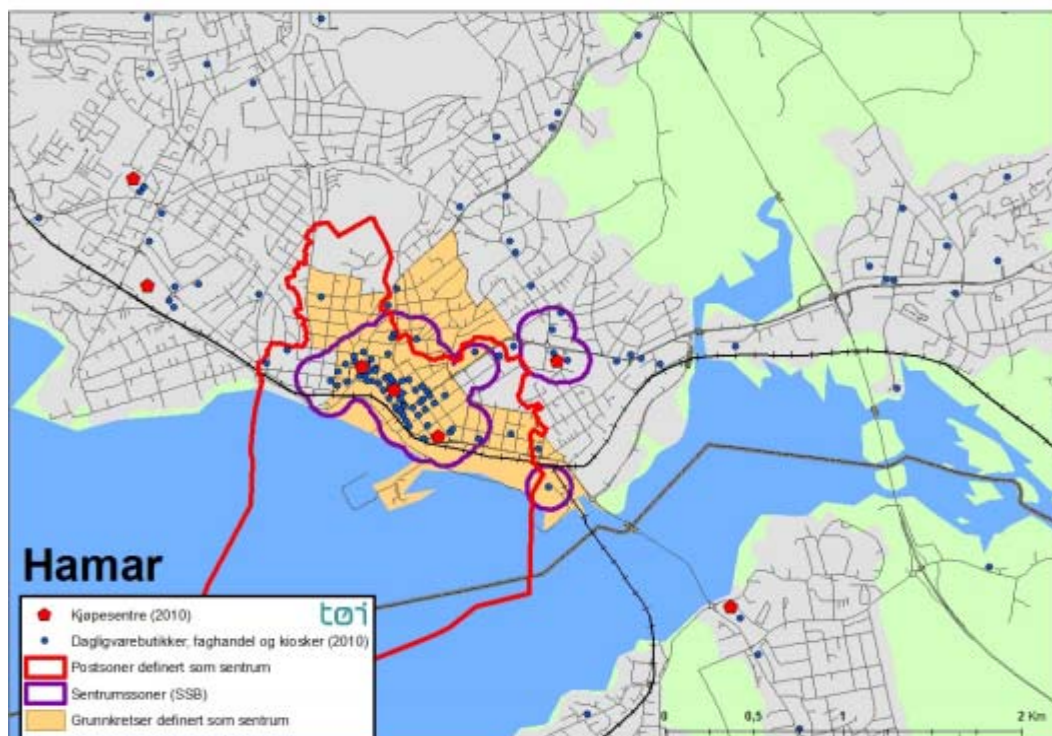 Hamar
tøi
Kjøpesentre (2010)
Dagligvarebutikker, faghandel og kiosker (2010)
Postsoner definert som sentrum
Sentrumssoner (SSB)
Grunnkretser definert som sentrum
0 0,5 1 2 Km